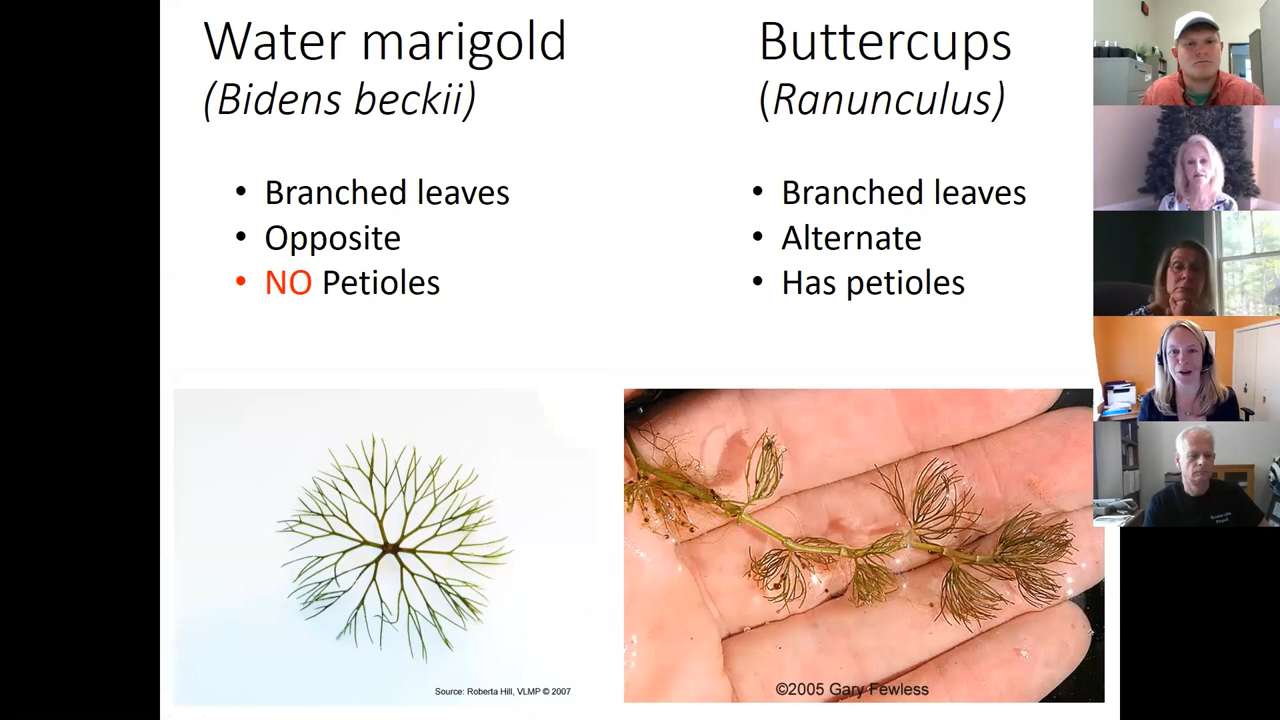 Water marigold
(Bidens beckii)
• Branched leaves
• Opposite
• NO Petioles
Source: Roberta Hill, VLMP © 2007
Buttercups
(Ranunculus)
• Branched leaves
• Alternate
• Has petioles
©2005 Gary Fewless